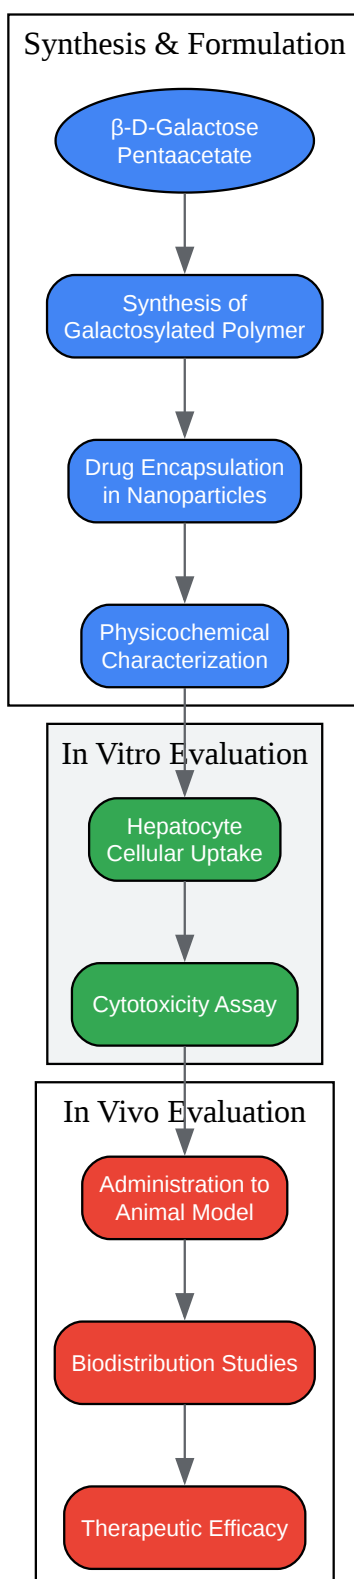 Synthesis & Formulation
β-D-Galactose
Pentaacetate
Synthesis of
Galactosylated Polymer
Drug Encapsulation
in Nanoparticles
Physicochemical
Characterization
In Vitro Evaluation
Hepatocyte
Cellular Uptake
Cytotoxicity Assay
In Vivo Evaluation
Administration to
Animal Model
Biodistribution Studies
Therapeutic Efficacy